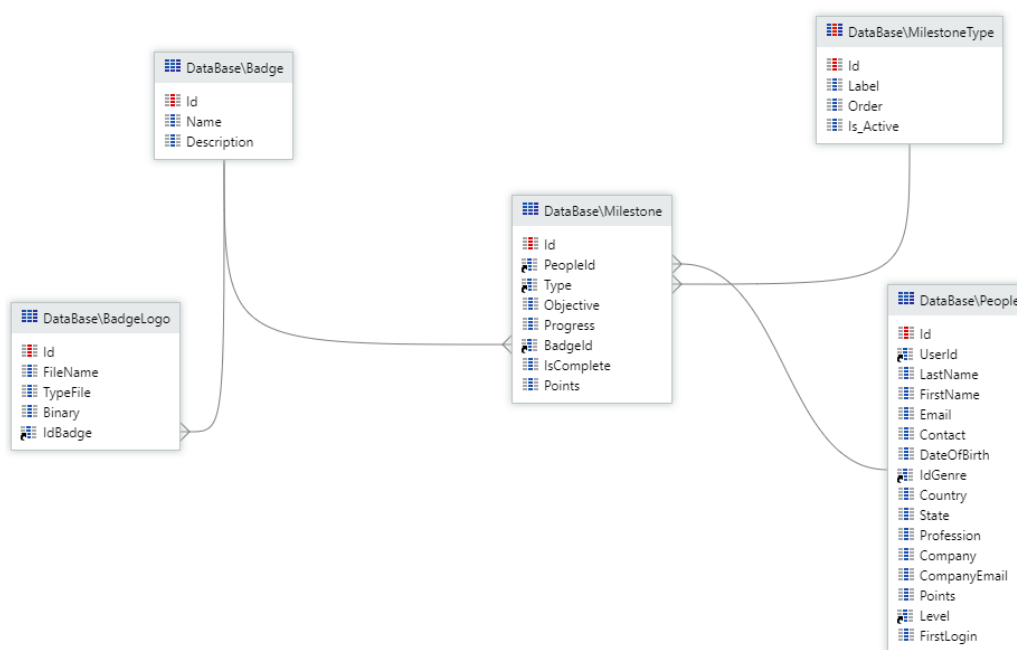 DataBase\MilestoneType
Id
Label
Order
Is_Active
DataBase\Badge
Id
Name
Description
DataBase\Milestone
Id
PeopleId
Type
Objective
Progress
BadgeId
IsComplete
Points
DataBase\BadgeLogo
Id
FileName
TypeFile
Binary
IdBadge
DataBase\People
Id
UserId
LastName
FirstName
Email
Contact
DateOfBirth
IdGenre
Country
State
Profession
Company
CompanyEmail
Points
Level
FirstLogin